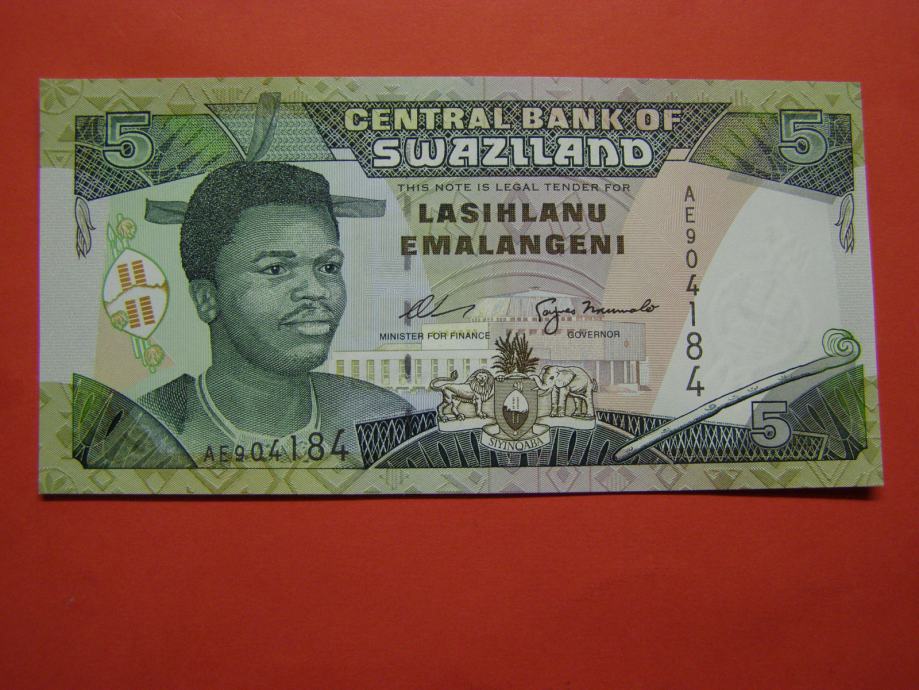 5
CENTRAL BANK OF
SWAZILAND
5
THIS NOTE IS LEGAL TENDER FOR
LASIHLANU
EMALANGENI
AE904184
MINISTER FOR FINANCE
GOVERNOR
SIYINQABA
5
AE904184